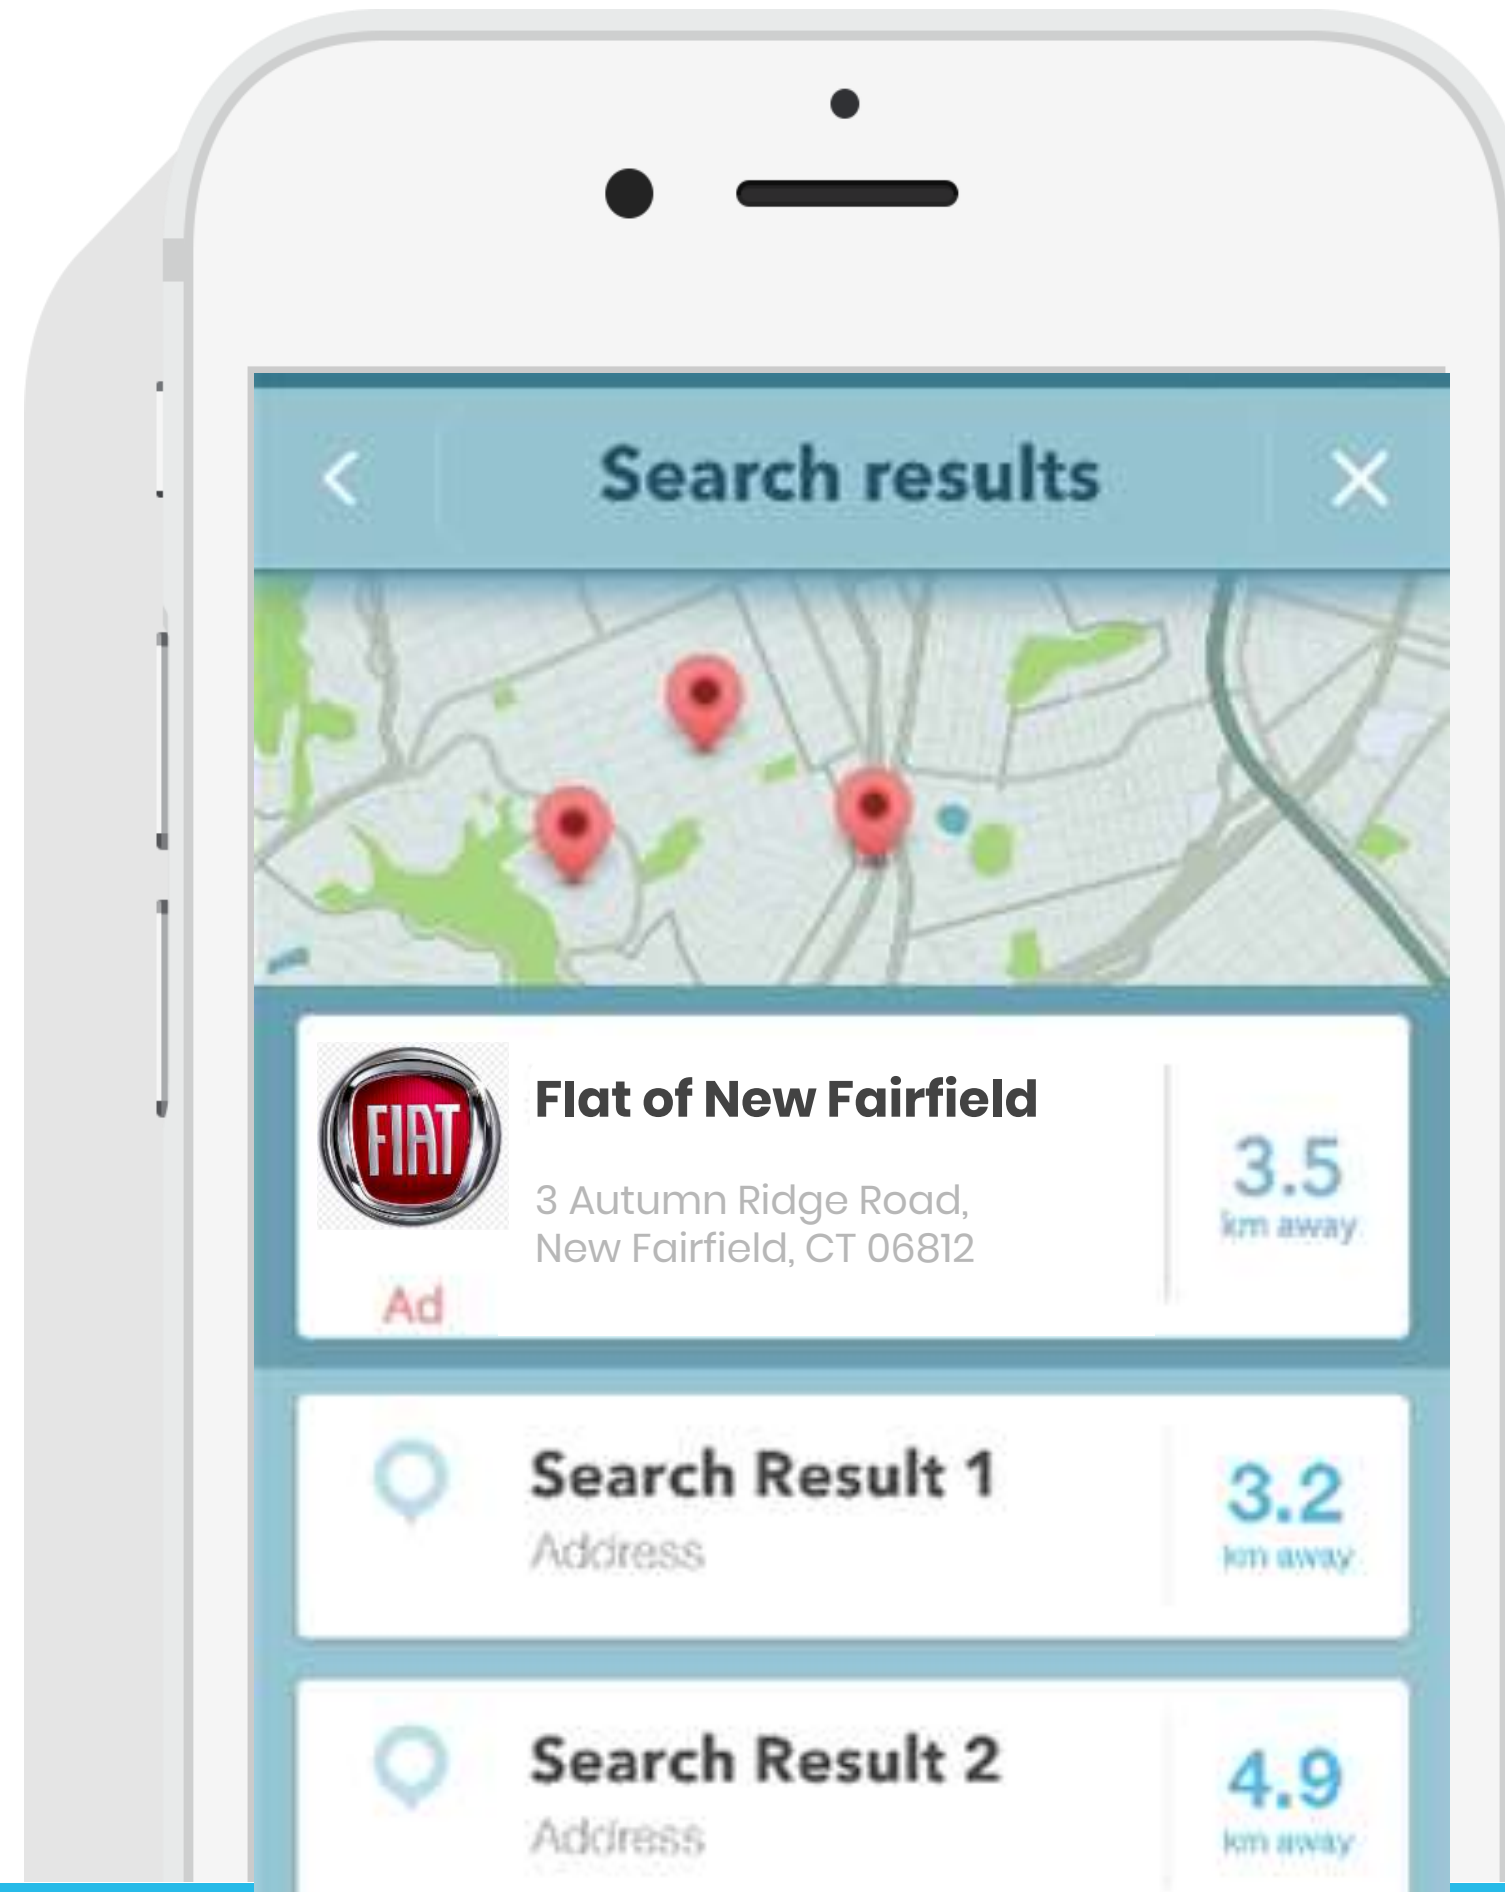 Search results
FIAT
FIat of New Fairfield
3 Autumn Ridge Road,
New Fairfield, CT 06812
Ad
3.5
km away
Search Result 1
Address
3.2
km away
Search Result 2
Address
4.9
km away